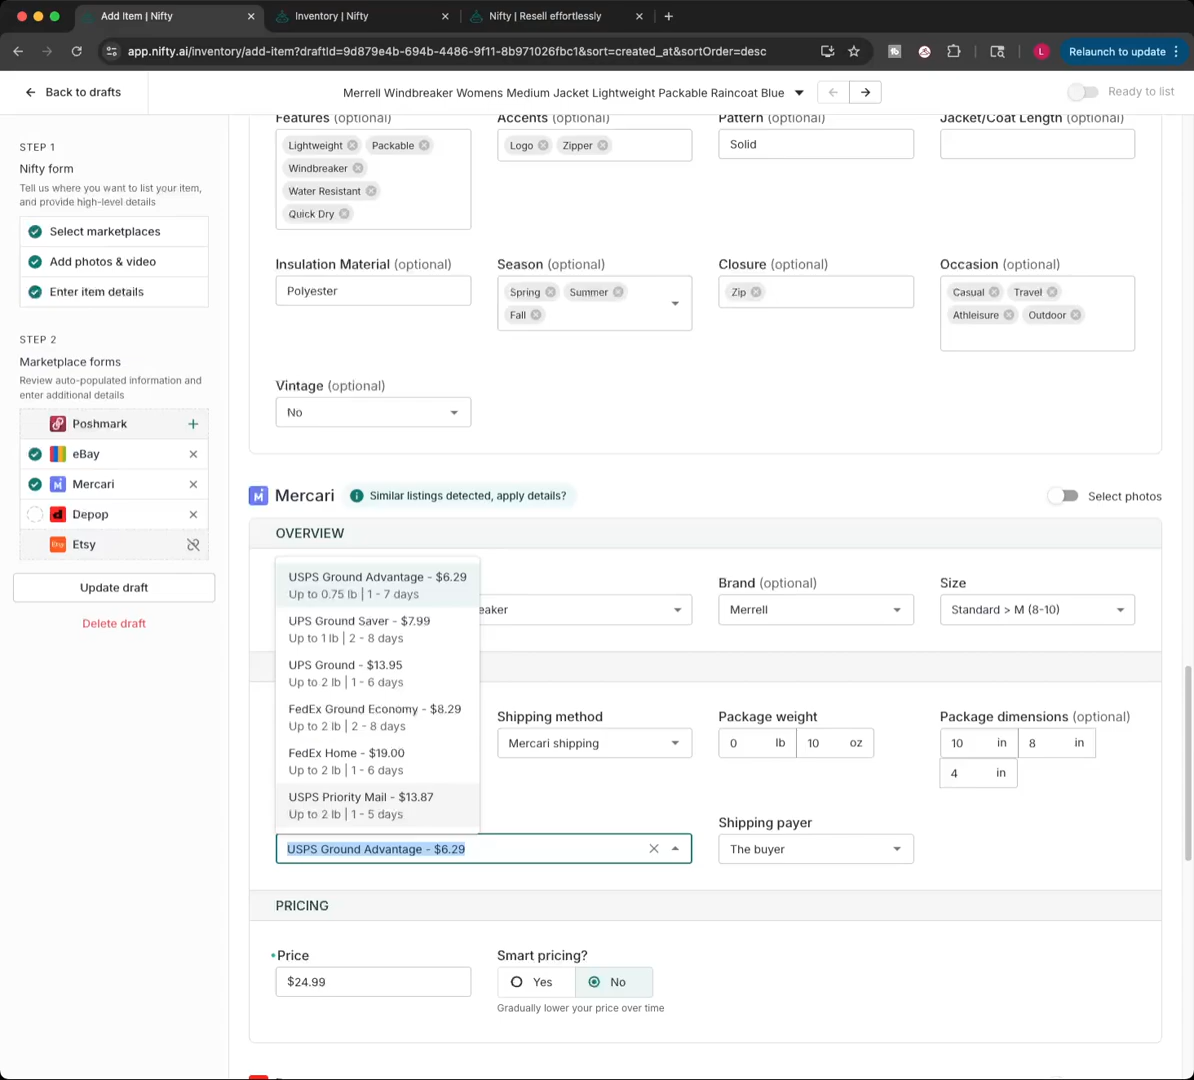 Add Item | Nifty
Inventory | Nifty
Nifty | Resell effortlessly
app.nifty.ai/inventory/add-item?draftId=9d879e4b-694b-4486-9f11-8b971026fbc1&sort=created_at&sortOrder=desc
L
Relaunch to update
Back to drafts
Merrell Windbreaker Womens Medium Jacket Lightweight Packable Raincoat Blue
Ready to list
STEP 1
Nifty form
Tell us where you want to list your item,
and provide high-level details
Select marketplaces
Add photos & video
Enter item details
STEP 2
Marketplace forms
Review auto-populated information and
enter additional details
Poshmark
eBay
Mercari
Depop
Etsy
Update draft
Delete draft
Features (optional)
Accents (optional)
Pattern (optional)
Jacket/Coat Length (optional)
Lightweight
Packable
Windbreaker
Water Resistant
Quick Dry
Logo
Zipper
Solid
Insulation Material (optional)
Season (optional)
Closure (optional)
Occasion (optional)
Polyester
Spring
Summer
Fall
Zip
Casual
Travel
Athleisure
Outdoor
Vintage (optional)
No
Mercari
Similar listings detected, apply details?
Select photos
OVERVIEW
Brand (optional)
Size
eaker
Merrell
Standard > M (8-10)
USPS Ground Advantage - $6.29
Up to 0.75 lb | 1 - 7 days
UPS Ground Saver - $7.99
Up to 1 lb | 2 - 8 days
UPS Ground - $13.95
Up to 2 lb | 1 - 6 days
FedEx Ground Economy - $8.29
Up to 2 lb | 2 - 8 days
FedEx Home - $19.00
Up to 2 lb | 1 - 6 days
USPS Priority Mail - $13.87
Up to 2 lb | 1 - 5 days
Shipping method
Package weight
Package dimensions (optional)
Mercari shipping
0 lb
10 oz
10 in
8 in
4 in
Shipping payer
USPS Ground Advantage - $6.29
The buyer
PRICING
Price
Smart pricing?
$24.99
Yes
No
Gradually lower your price over time